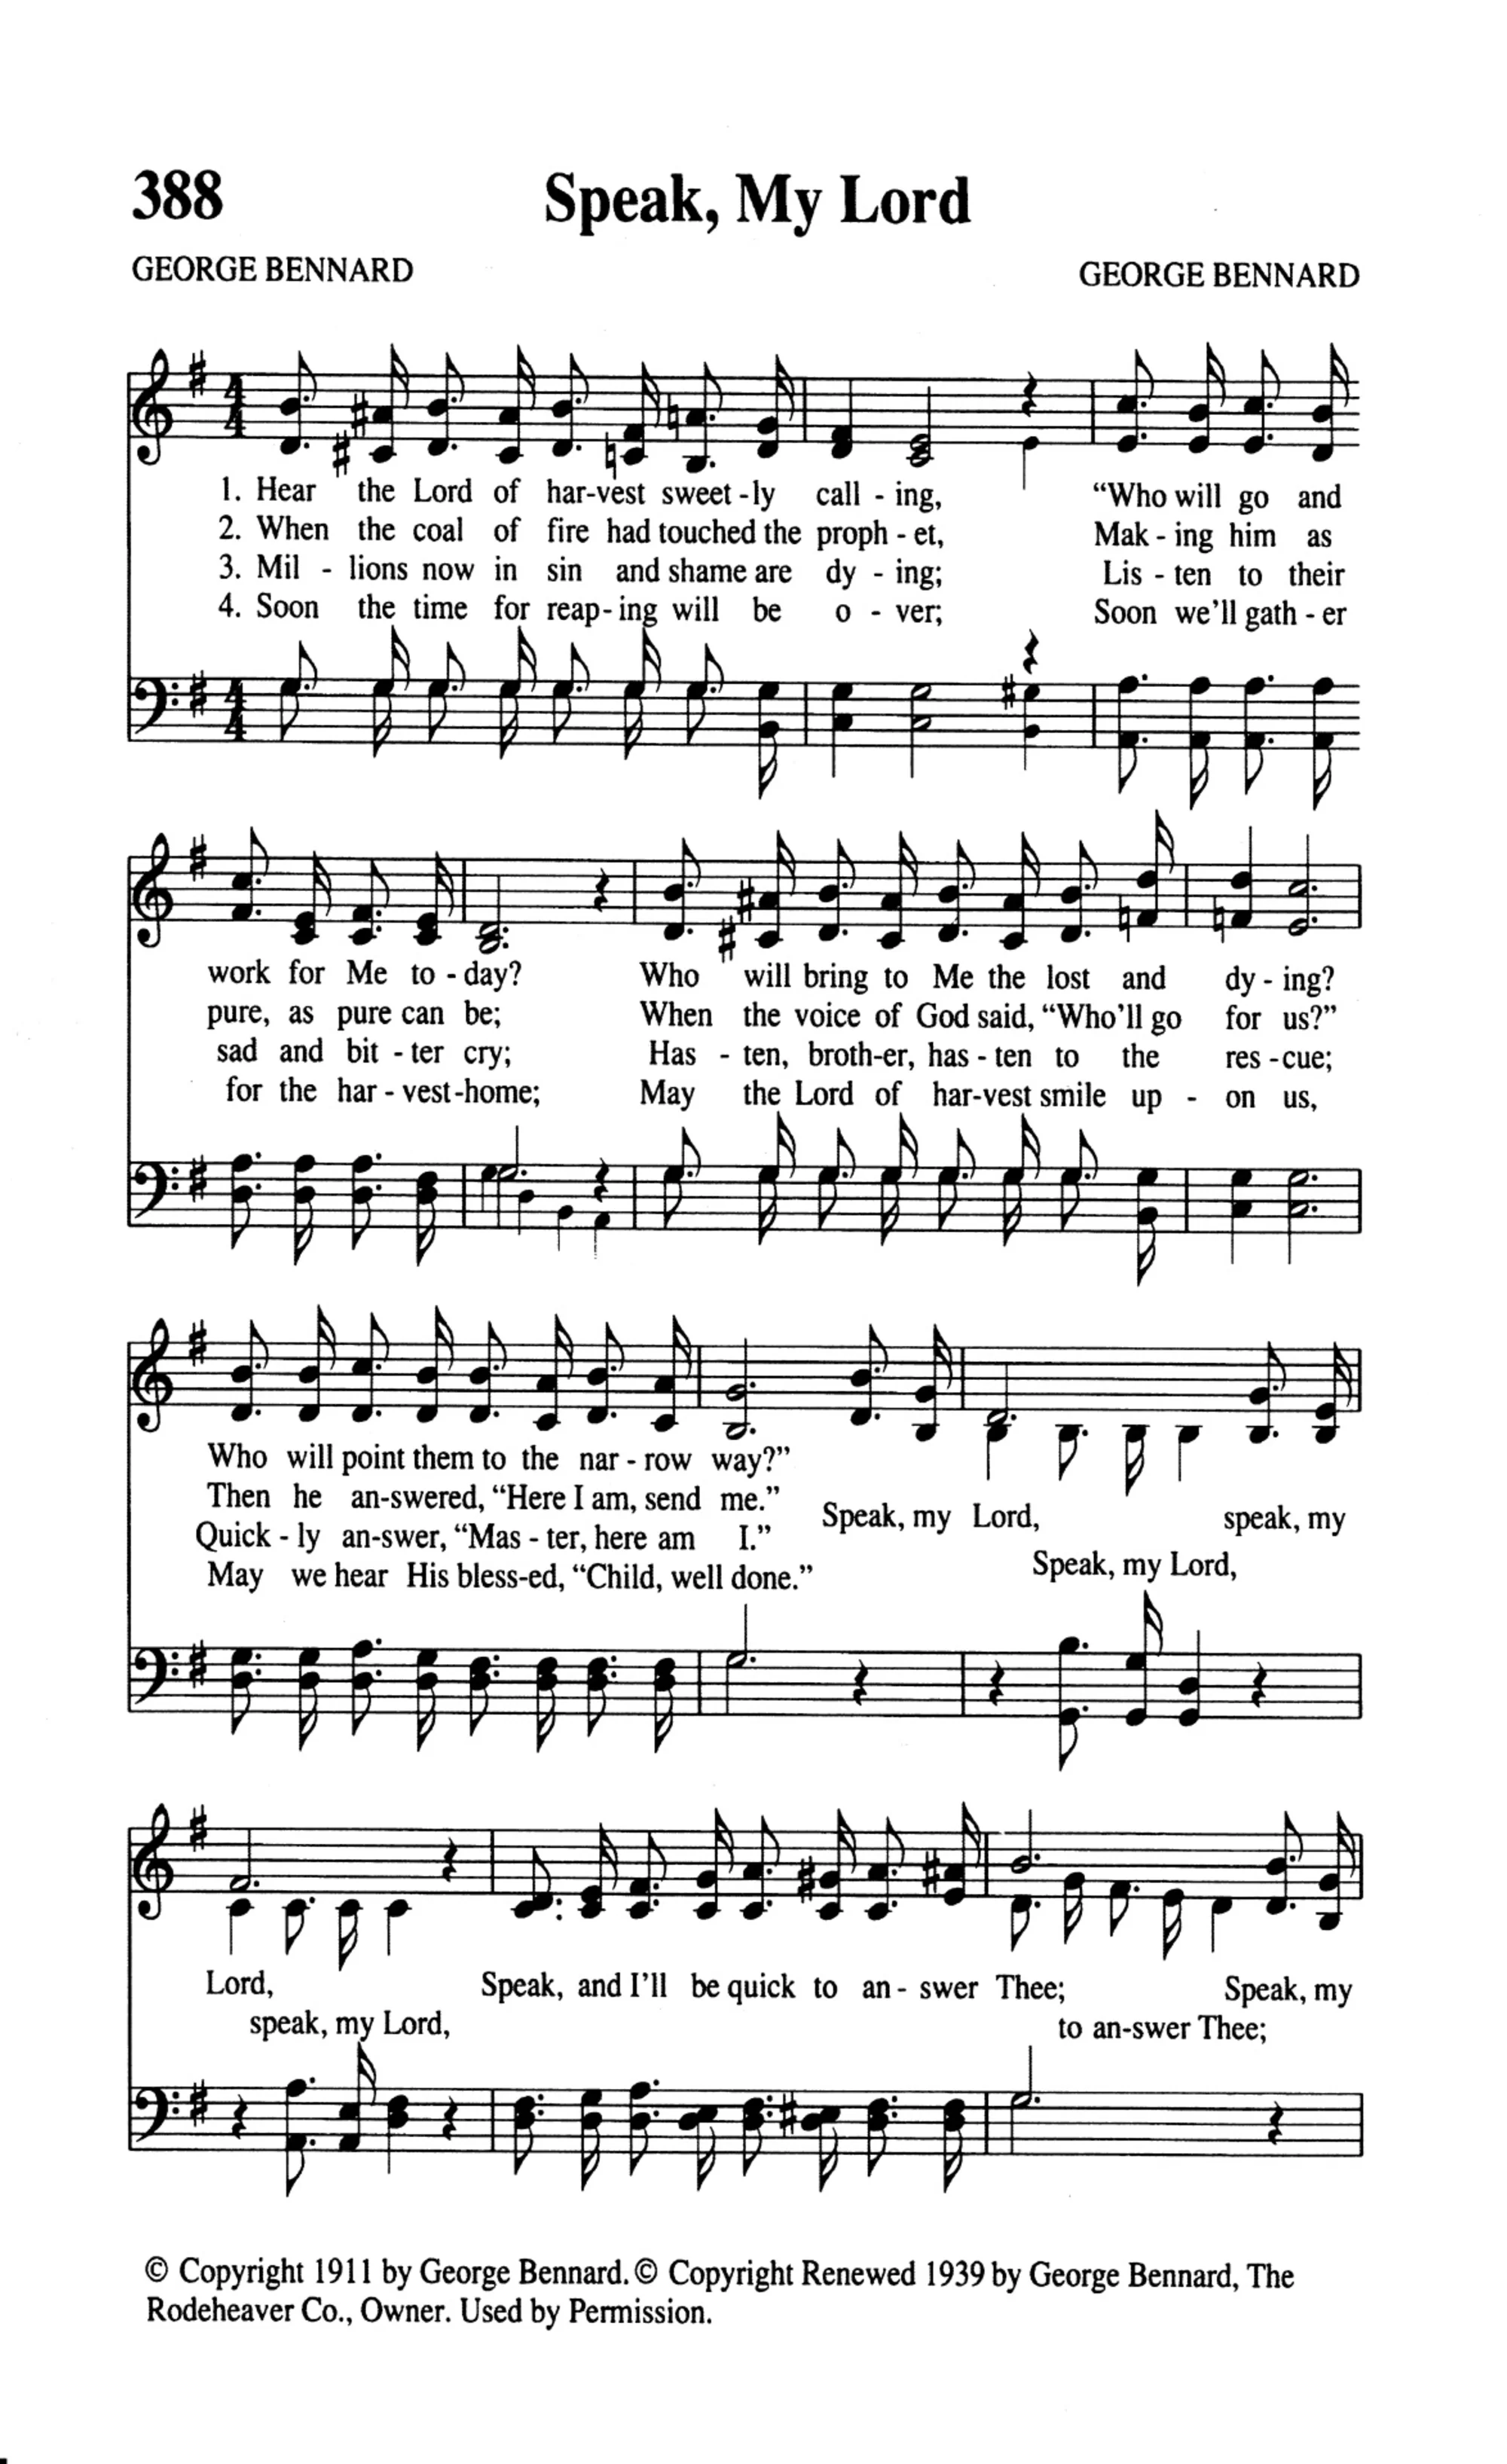 388 Speak, My Lord
GEORGE BENNARD GEORGE BENNARD
1. Hear the Lord of har-vest sweet-ly call - ing, “Who will go and
2. When the coal of fire had touched the proph - et, Mak - ing him as
3. Mil - lions now in sin and shame are dy - ing; Lis - ten to their
4. Soon the time for reap-ing will be o - ver; Soon we’ll gath - er
work for Me to - day? Who will bring to Me the lost and dy - ing?
pure, as pure can be; When the voice of God said, “Who’ll go for us?”
sad and bit - ter cry; Has - ten, broth-er, has - ten to the res - cue;
for the har - vest-home; May the Lord of har-vest smile up - on us,
Who will point them to the nar - row way?”
Then he an-swered, “Here I am, send me.”
Speak, my Lord, speak, my
Quick - ly an-swer, “Mas - ter, here am I.”
Speak, my Lord,
May we hear His bless-ed, “Child, well done.”
Lord, Speak, and I’ll be quick to an - swer Thee; Speak, my
speak, my Lord, to an-swer Thee;
© Copyright 1911 by George Bennard. © Copyright Renewed 1939 by George Bennard, The
Rodeheaver Co., Owner. Used by Permission.